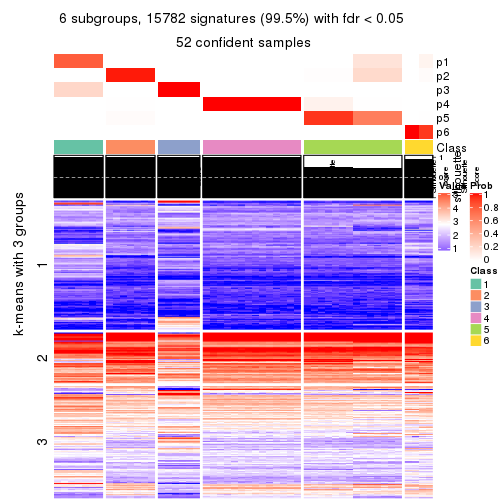 6 subgroups, 15782 signatures (99.5%) with fdr < 0.05
52 confident samples
p1
p2
p3
p4
p5
p6
Class
1
silhouette
score
Value
4
3
2
1
Prob
1
0.8
0.6
0.4
0.2
0
Class
1
2
3
4
5
6
k-means with 3 groups
1
2
3